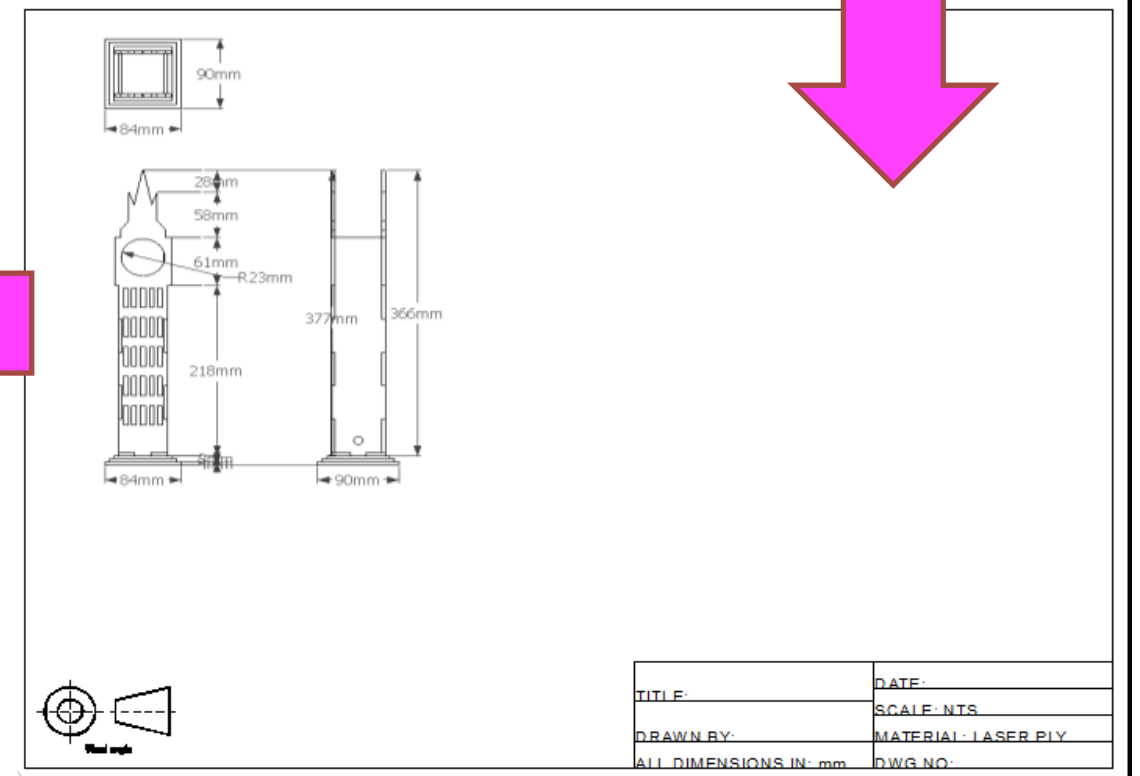 90mm
84mm
28mm
58mm
61mm
R23mm
377mm
366mm
218mm
84mm
90mm
TITLE:
DATE:
SCALE: NTS
DRAWN BY:
MATERIAL: LASER PLY
ALL DIMENSIONS IN: mm
DWG NO: